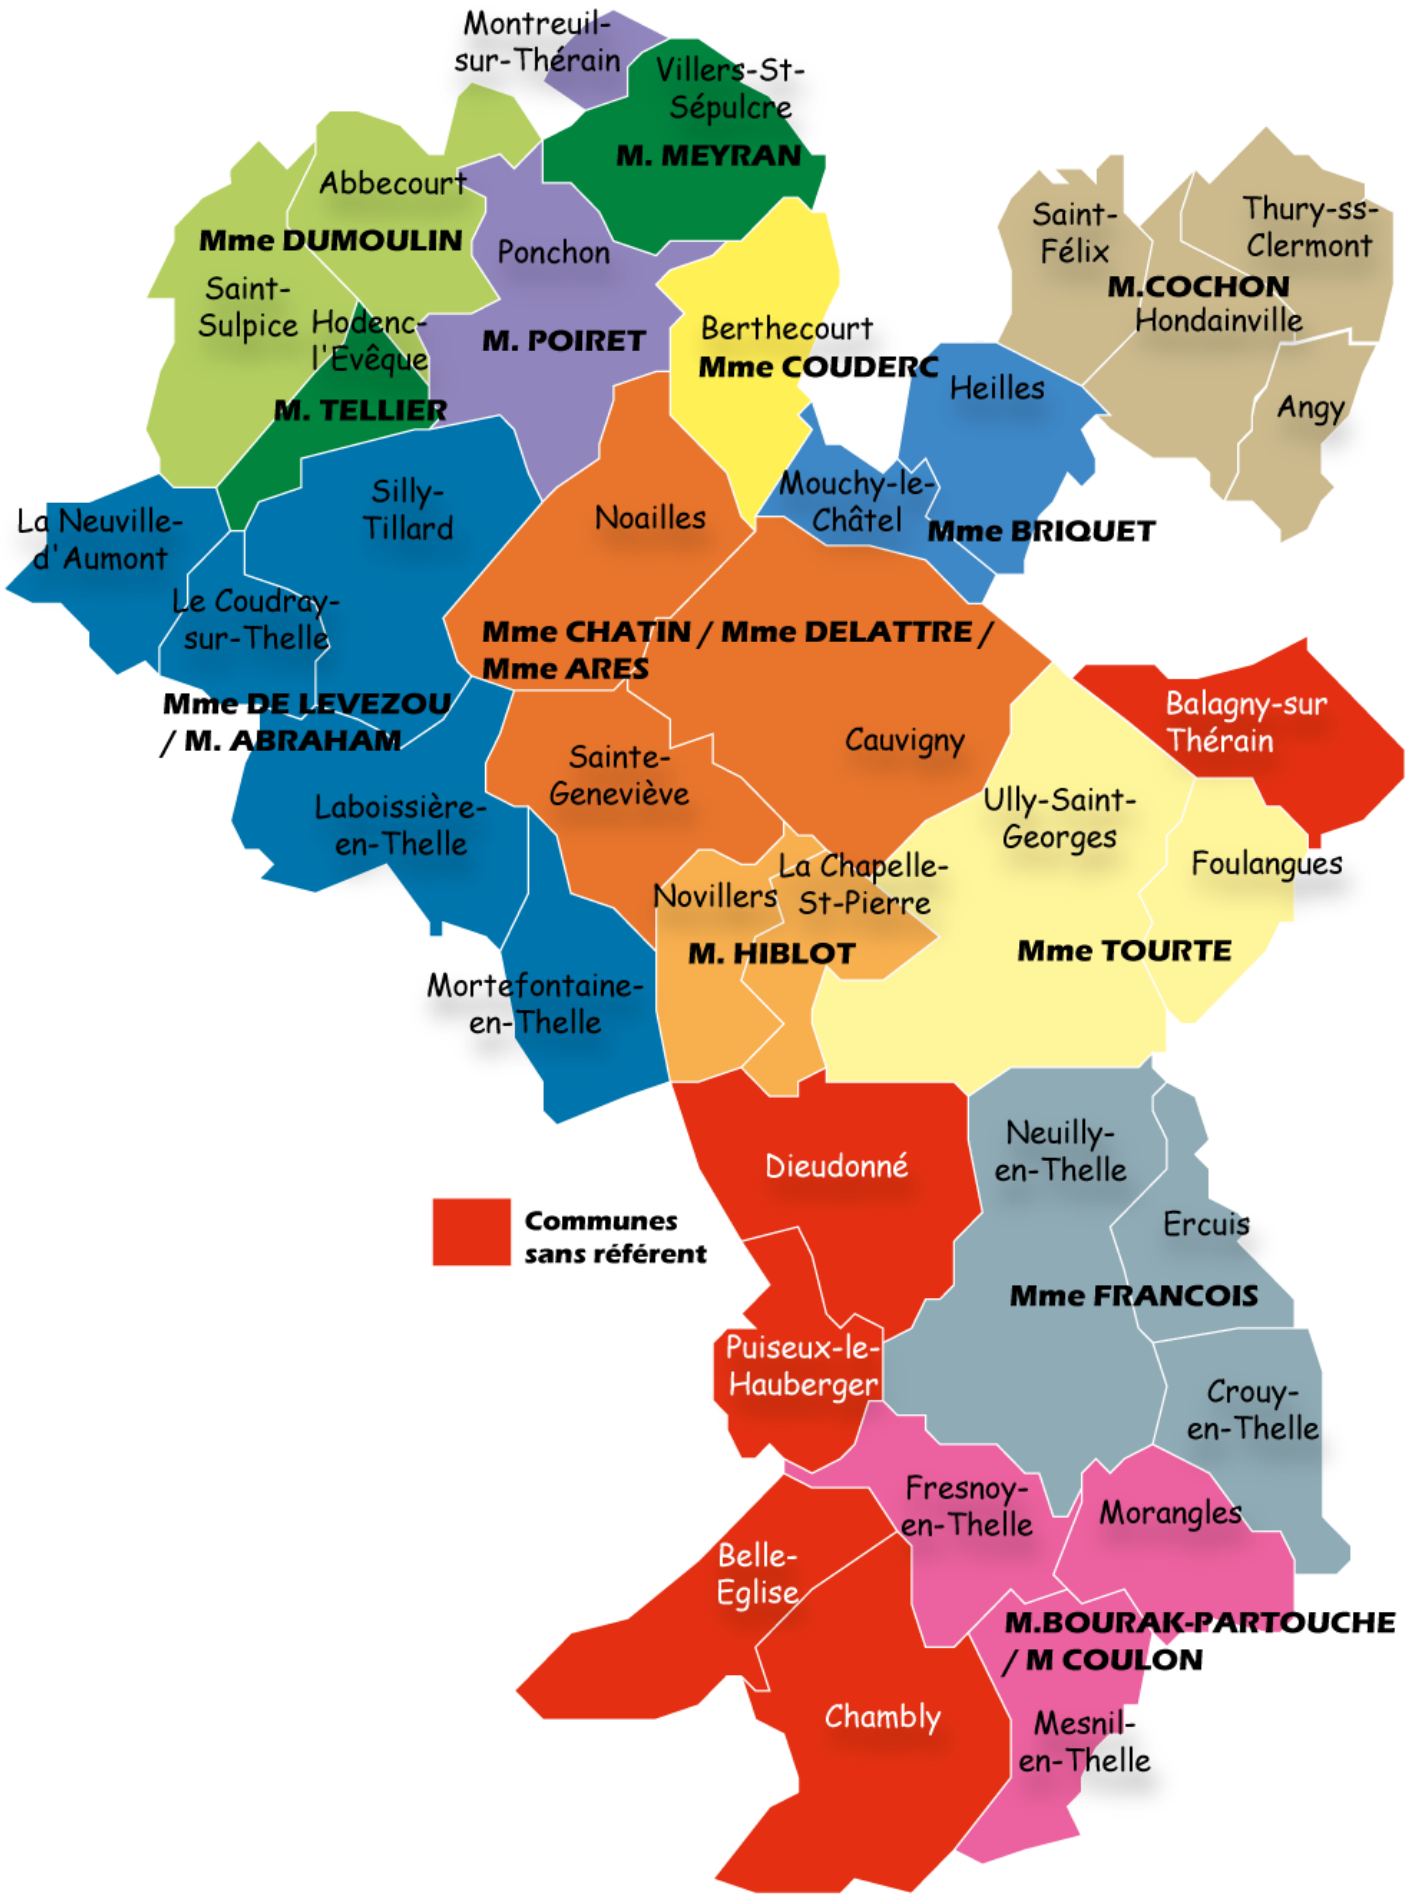 Montreuil-
sur-Thérain
Villers-St-
Sépulcre
M. MEYRAN
Abbecourt
Mme DUMOULIN
Saint-
Sulpice
Hodenc-
l'Evêque
M. TELLIER
Ponchon
M. POIRET
Berthecourt
Mme COUDERC
Saint-
Félix
Thury-ss-
Clermont
M.COCHON
Hondainville
Angy
Heilles
Mouchy-le-
Châtel
Mme BRIQUET
La Neuville-
d'Aumont
Silly-
Tillard
Noailles
Le Coudray-
sur-Thelle
Mme CHATIN / Mme DELATTRE /
Mme ARES
Mme DE LEVEZOU
/ M. ABRAHAM
Balagny-sur
Thérain
Cauvigny
Sainte-
Geneviève
Laboissière-
en-Thelle
Ully-Saint-
Georges
Foulangues
La Chapelle-
St-Pierre
Novillers
M. HIBLOT
Mme TOURTE
Mortefontaine-
en-Thelle
Dieudonné
Neuilly-
en-Thelle
Ercuis
Communes
sans référent
Mme FRANCOIS
Puiseux-le-
Hauberger
Crouy-
en-Thelle
Fresnoy-
en-Thelle
Morangles
Belle-
Eglise
M.BOURAK-PARTOUCHE
/ M COULON
Chambly
Mesnil-
en-Thelle